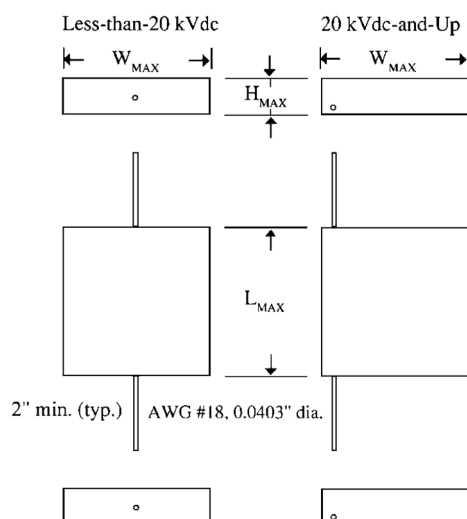 Less-than-20 kVdc
20 kVdc-and-Up
W_MAX
W_MAX
H_MAX
L_MAX
2" min. (typ.)
AWG #18, 0.0403" dia.